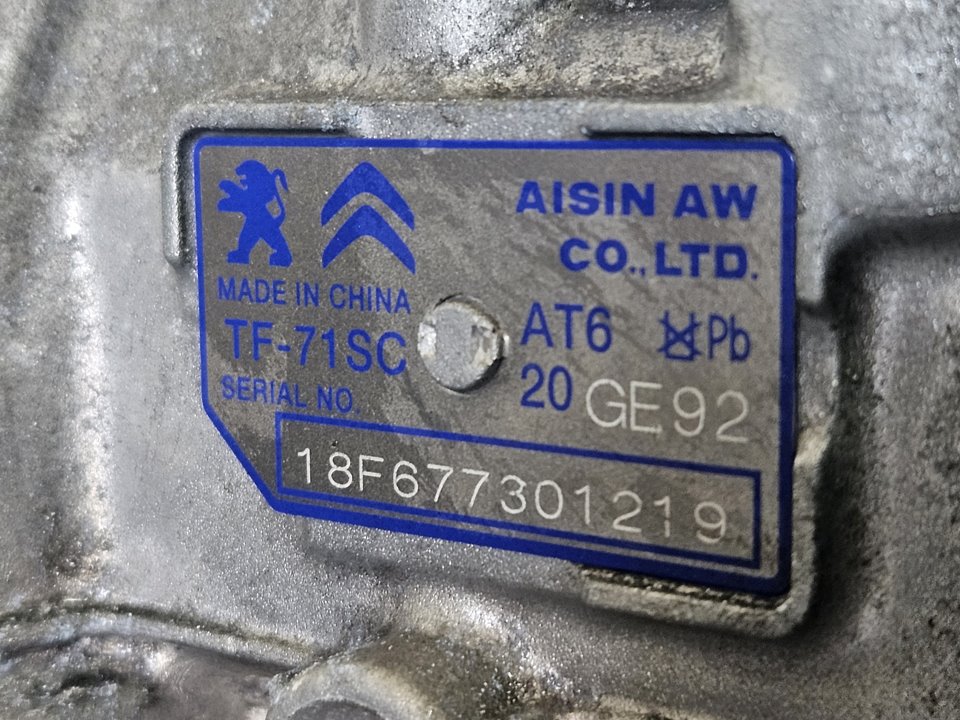 AISIN AW
CO.,LTD.
MADE IN CHINA
TF-71SC
AT6 Pb
20 GE92
SERIAL NO.
18F677301219